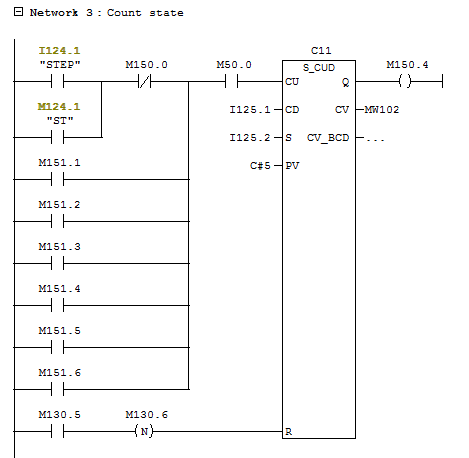 Network 3 : Count state
I124.1 C11
"STEP" M150.0 M50.0 S_CUD M150.4
CU Q
M124.1 I125.1 CD CV MW102
"ST"
I125.2 S CV_BCD ...
M151.1 C#5 PV
M151.2
M151.3
M151.4
M151.5
M151.6
M130.5 M130.6
N R